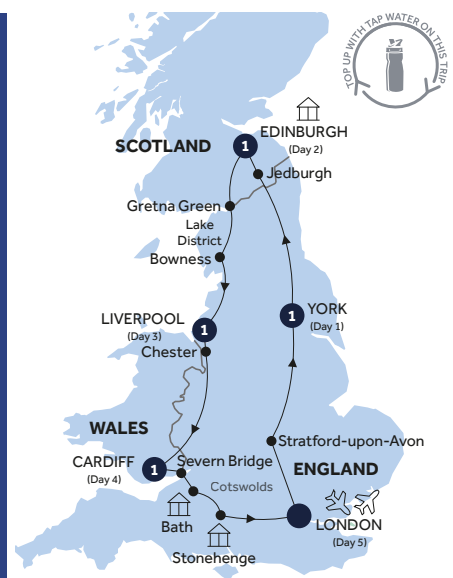 TOP UP WITH TAP WATER ON THIS TRIP
EDINBURGH
(Day 2)
SCOTLAND
1
Jedburgh
Gretna Green
Lake
District
Bowness
LIVERPOOL
(Day 3)
1
YORK
(Day 1)
1
Chester
WALES
Stratford-upon-Avon
CARDIFF
(Day 4)
1
Severn Bridge
ENGLAND
Cotswolds
Bath
LONDON
(Day 5)
Stonehenge